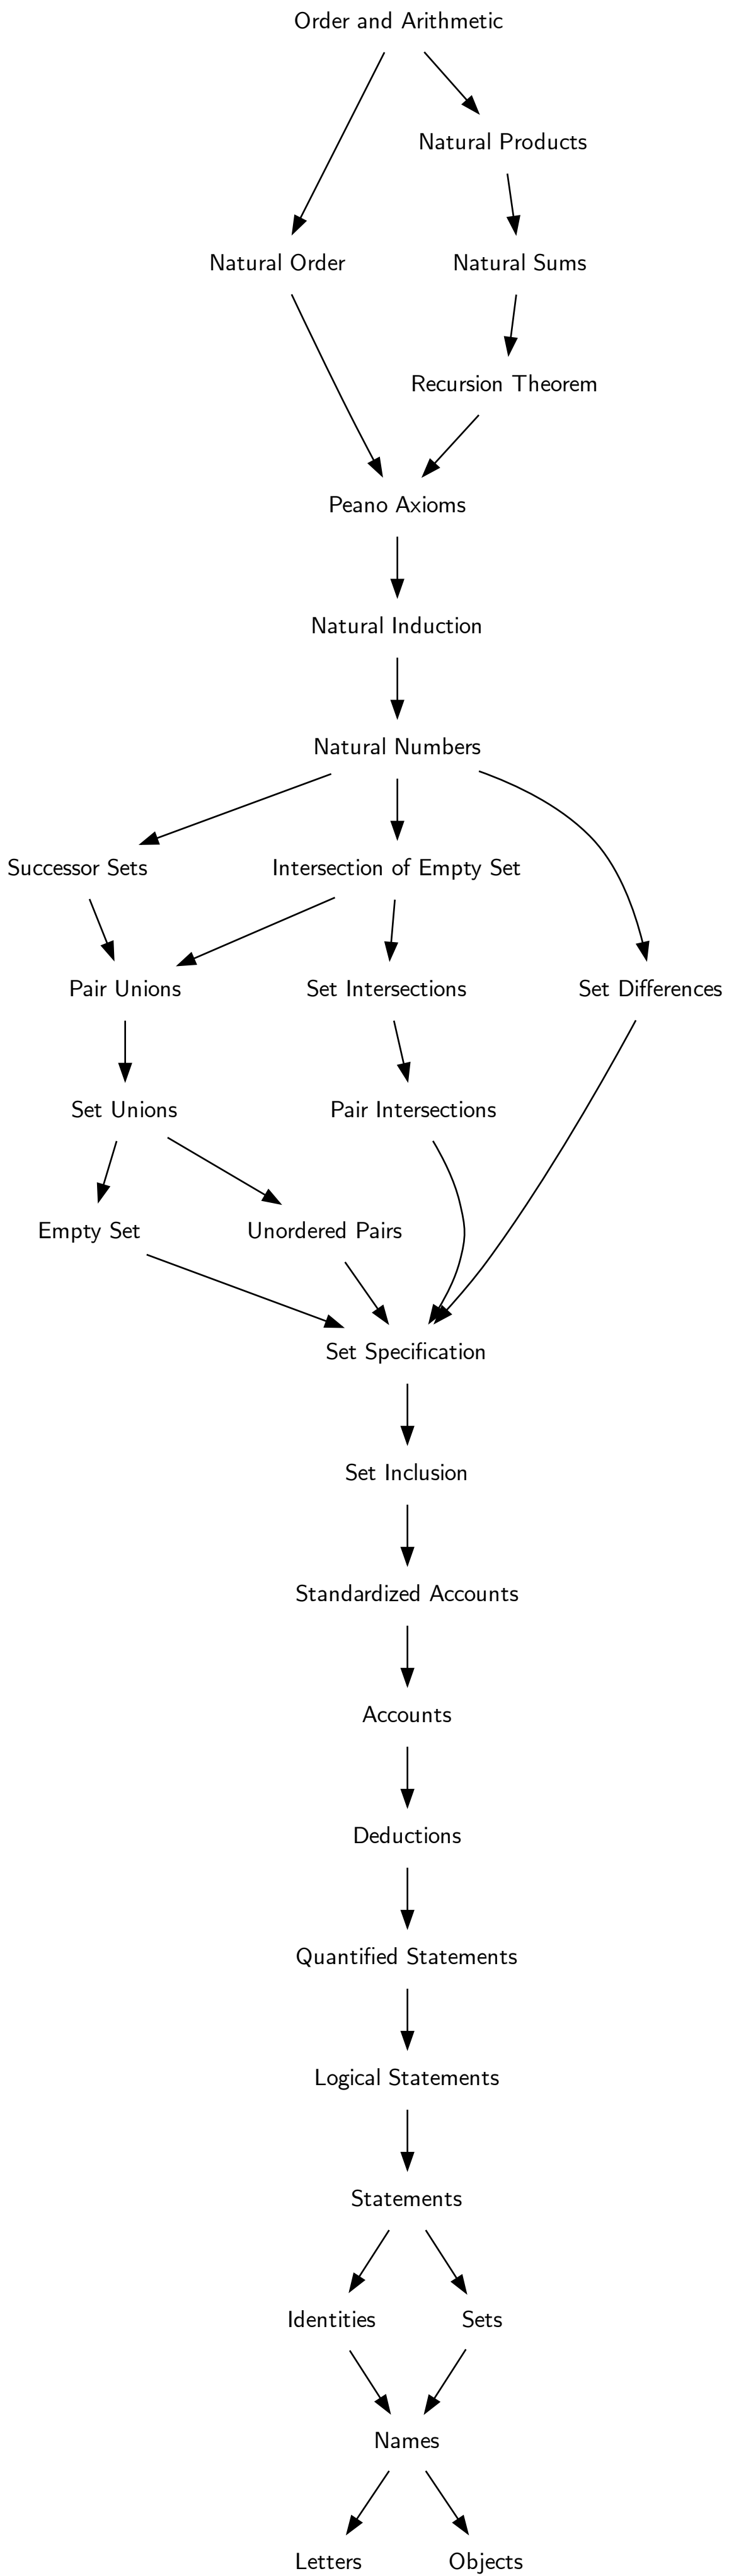 Order and Arithmetic
Natural Products
Natural Order
Natural Sums
Recursion Theorem
Peano Axioms
Natural Induction
Natural Numbers
Successor Sets
Intersection of Empty Set
Pair Unions
Set Intersections
Set Differences
Set Unions
Pair Intersections
Empty Set
Unordered Pairs
Set Specification
Set Inclusion
Standardized Accounts
Accounts
Deductions
Quantified Statements
Logical Statements
Statements
Identities
Sets
Names
Letters
Objects